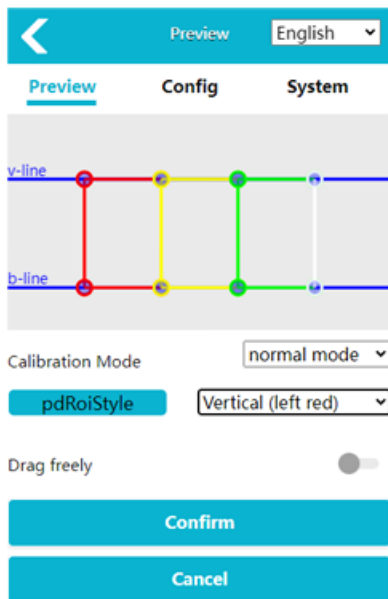 Preview English
Preview Config System
v-line
b-line
Calibration Mode normal mode
pdRoiStyle Vertical (left red)
Drag freely
Confirm
Cancel